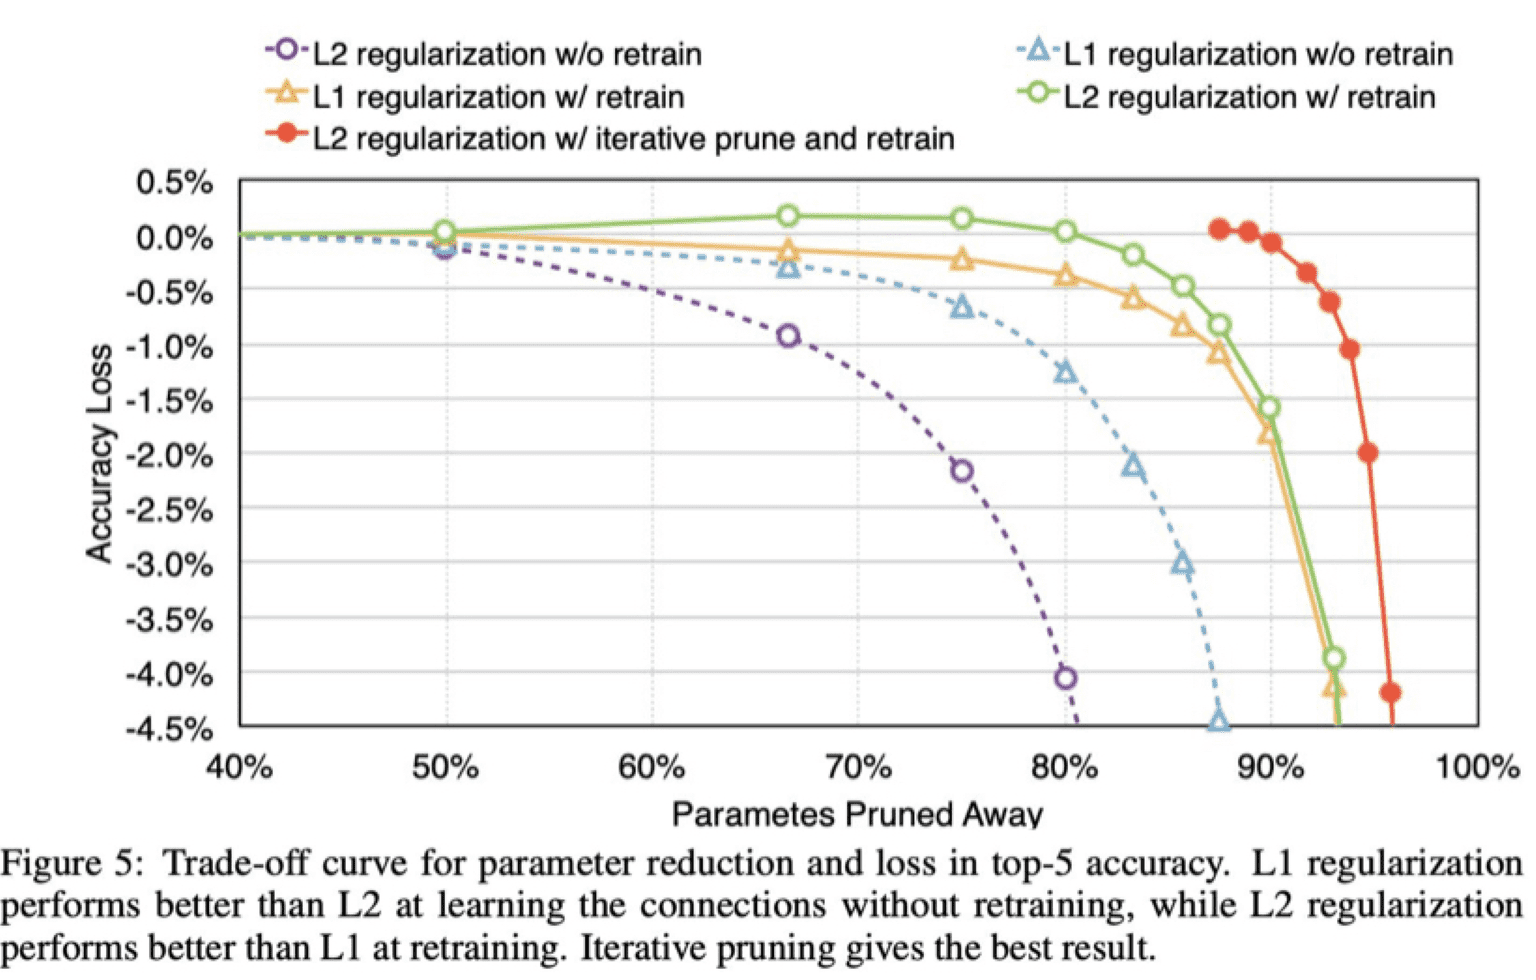 L2 regularization w/o retrain
L1 regularization w/o retrain
L1 regularization w/ retrain
L2 regularization w/ retrain
L2 regularization w/ iterative prune and retrain
0.5%
0.0%
-0.5%
-1.0%
-1.5%
-2.0%
-2.5%
-3.0%
-3.5%
-4.0%
-4.5%
Accuracy Loss
40%
50%
60%
70%
80%
90%
100%
Parametes Pruned Away
Figure 5: Trade-off curve for parameter reduction and loss in top-5 accuracy. L1 regularization
performs better than L2 at learning the connections without retraining, while L2 regularization
performs better than L1 at retraining. Iterative pruning gives the best result.